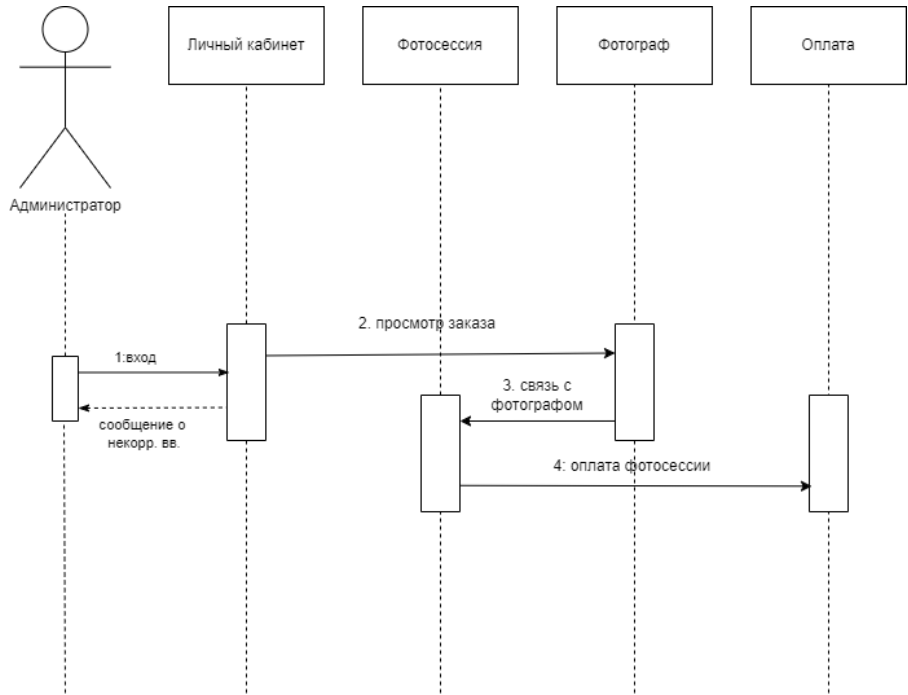 Личный кабинет
Фотосессия
Фотограф
Оплата
Администратор
2. просмотр заказа
1:вход
3. связь с
фотографом
сообщение о
некорр. вв.
4: оплата фотосессии